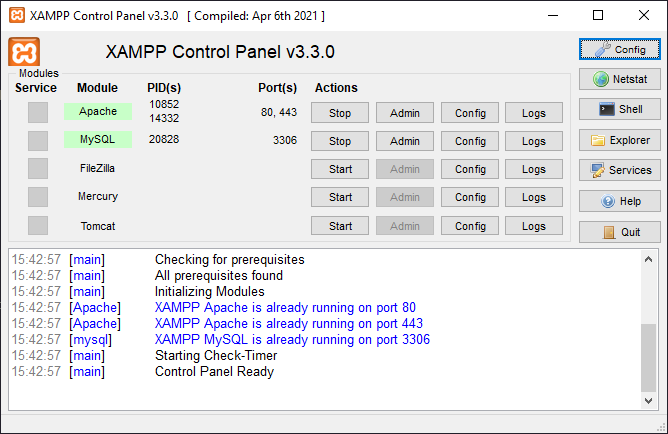 XAMPP Control Panel v3.3.0 [ Compiled: Apr 6th 2021 ]
XAMPP Control Panel v3.3.0
Config
Modules
Service Module PID(s) Port(s) Actions
Netstat
Apache 10852 14332 80, 443 Stop Admin Config Logs
Shell
MySQL 20828 3306 Stop Admin Config Logs
Explorer
FileZilla Start Admin Config Logs
Services
Mercury Start Admin Config Logs
Help
Tomcat Start Admin Config Logs
Quit
15:42:57 [main] Checking for prerequisites
15:42:57 [main] All prerequisites found
15:42:57 [main] Initializing Modules
15:42:57 [Apache] XAMPP Apache is already running on port 80
15:42:57 [Apache] XAMPP Apache is already running on port 443
15:42:57 [mysql] XAMPP MySQL is already running on port 3306
15:42:57 [main] Starting Check-Timer
15:42:57 [main] Control Panel Ready